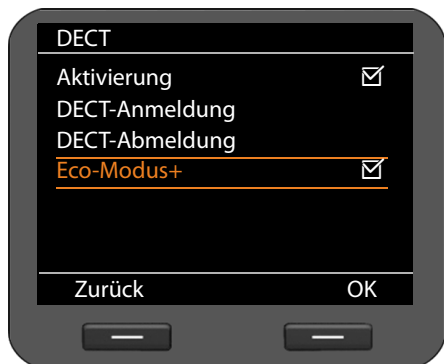 DECT
Aktivierung
DECT-Anmeldung
DECT-Abmeldung
Eco-Modus+
Zurück OK